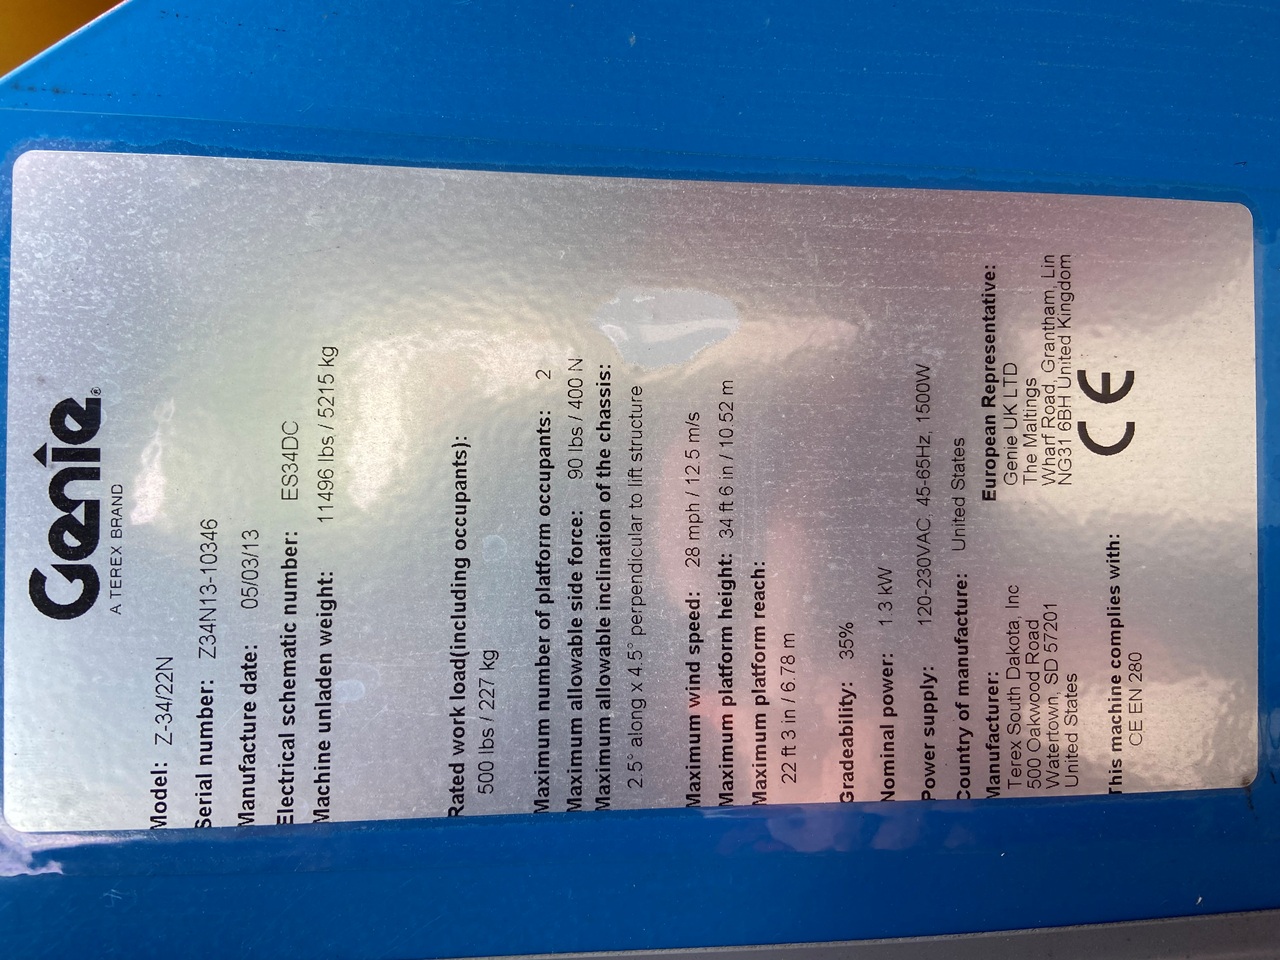 Genie®
A TEREX BRAND
Model: Z-34/22N
Serial number: Z34N13-10346
Manufacture date: 05/03/13
Electrical schematic number: ES34DC
Machine unladen weight: 11496 lbs / 5215 kg
Rated work load(including occupants):
500 lbs / 227 kg
Maximum number of platform occupants: 2
Maximum allowable side force: 90 lbs / 400 N
Maximum allowable inclination of the chassis:
2.5° along x 4.5° perpendicular to lift structure
Maximum wind speed: 28 mph / 12.5 m/s
Maximum platform height: 34 ft 6 in / 10.52 m
Maximum platform reach:
22 ft 3 in / 6.78 m
Gradeability: 35%
Nominal power: 1.3 kW
Power supply: 120-230VAC, 45-65Hz, 1500W
Country of manufacture: United States
Manufacturer:
Terex South Dakota, Inc
500 Oakwood Road
Watertown, SD 57201
United States
European Representative:
Genie UK LTD
The Maltings
Wharf Road, Grantham, Lin
NG31 6BH United Kingdom
This machine complies with:
CE EN 280
CE